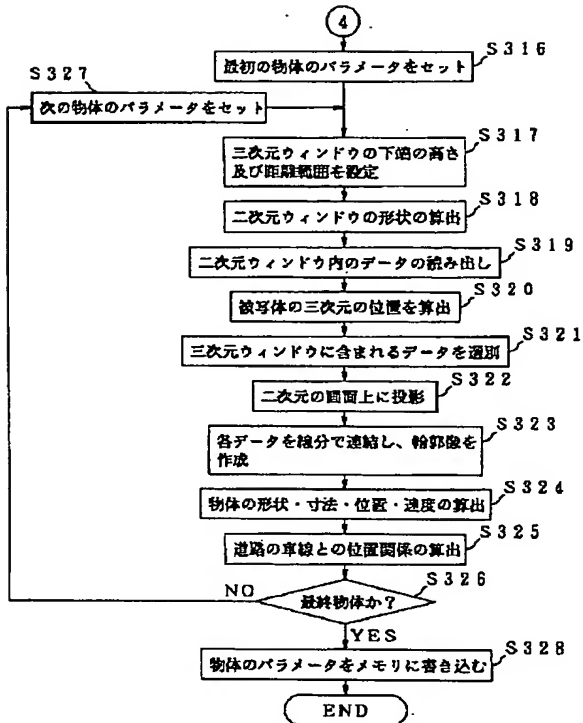 4
S316
最初の物体のパラメータをセット
S327
次の物体のパラメータをセット
S317
三次元ウィンドウの下端の高さ
及び距離範囲を設定
S318
二次元ウィンドウの形状の算出
S319
二次元ウィンドウ内のデータの読み出し
S320
被写体の三次元の位置を算出
S321
三次元ウィンドウに含まれるデータを選別
S322
二次元の画面上に投影
S323
各データを線分で連結し、輪郭像を
作成
S324
物体の形状・寸法・位置・速度の算出
S325
道路の車線との位置関係の算出
S326
NO
最終物体か？
YES
S328
物体のパラメータをメモリに書き込む
END